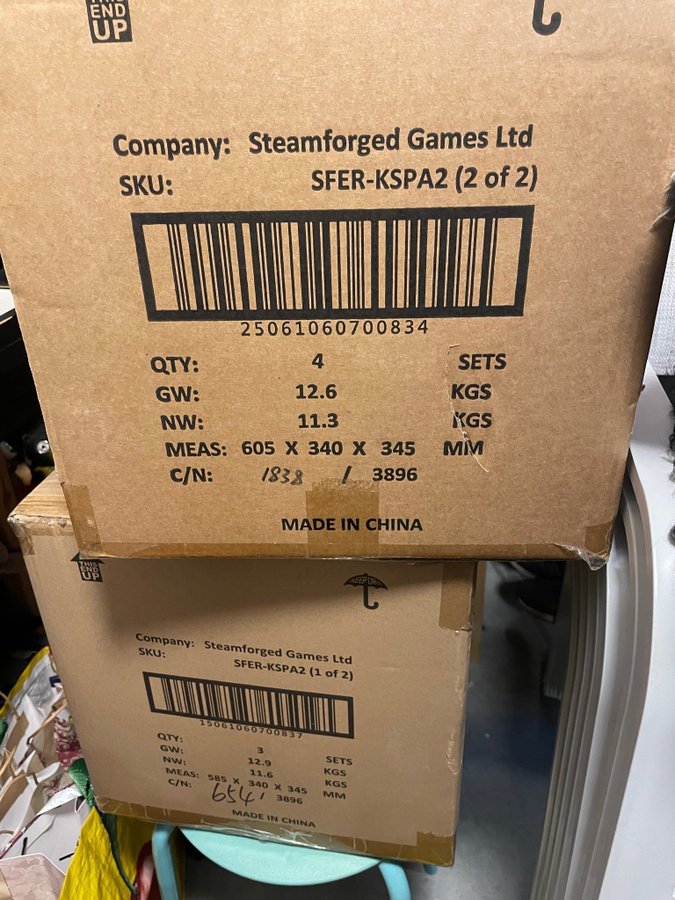 THIS
END
UP
Company: Steamforged Games Ltd
SKU: SFER-KSPA2 (2 of 2)
25061060700834
QTY: 4 SETS
GW: 12.6 KGS
NW: 11.3 KGS
MEAS: 605 X 340 X 345 MM
C/N: 1838 / 3896
MADE IN CHINA
THIS
END
UP
KEEP DRY
Company: Steamforged Games Ltd
SKU: SFER-KSPA2 (1 of 2)
15061060700837
QTY: 3 SETS
GW: 12.9 KGS
NW: 11.6 KGS
MEAS: 585 X 340 X 345 MM
C/N: 654 / 3896
MADE IN CHINA